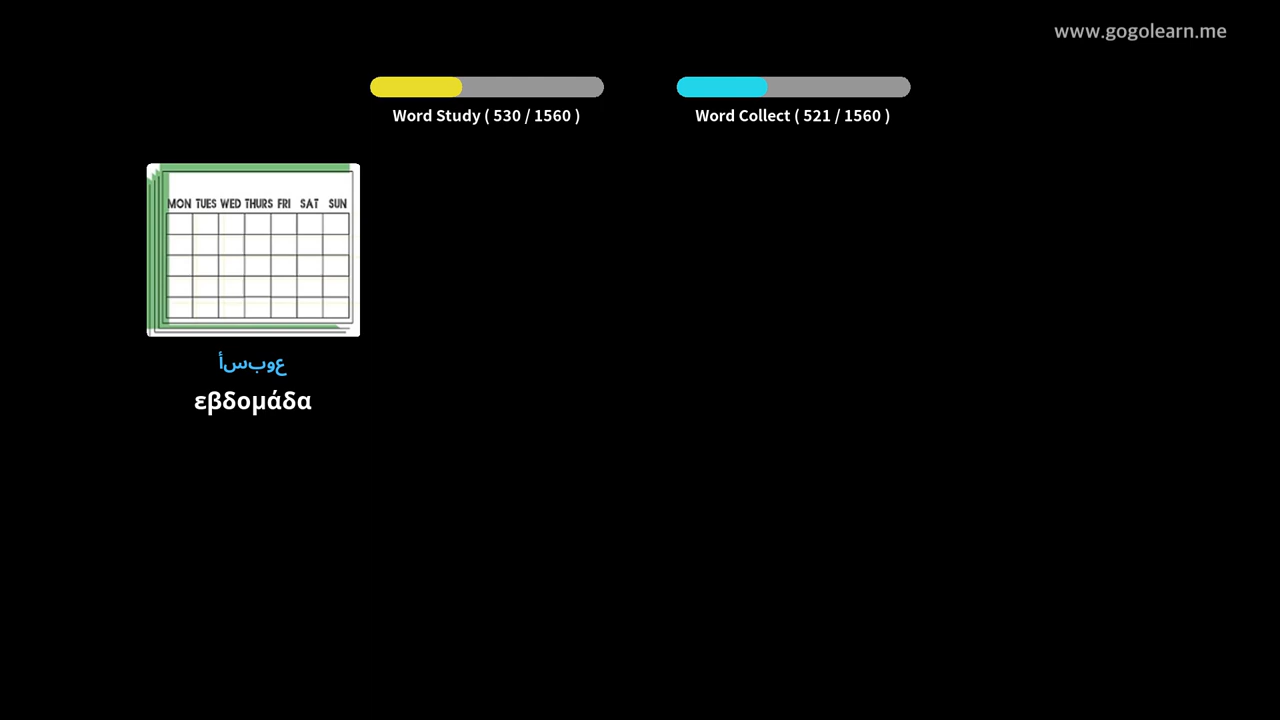 www.gogolearn.me
Word Study ( 530 / 1560 )
Word Collect ( 521 / 1560 )
MON TUES WED THURS FRI SAT SUN
عوبسأ
εβδομάδα